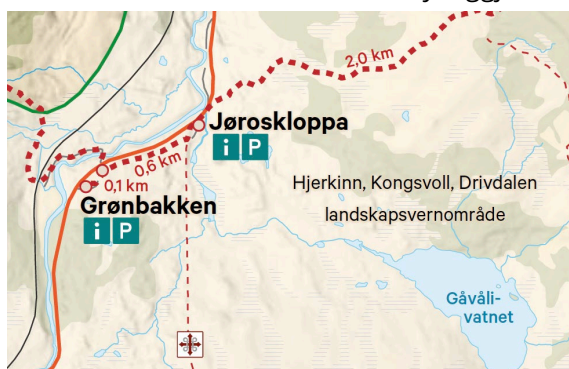 2,0 km
Jøroskloppa
i P
0,6 km
0,1 km
Grønbakken
i P
Hjerkinn, Kongsvoll, Drivdalen
landskapsvernområde
Gåvåli-
vatnet